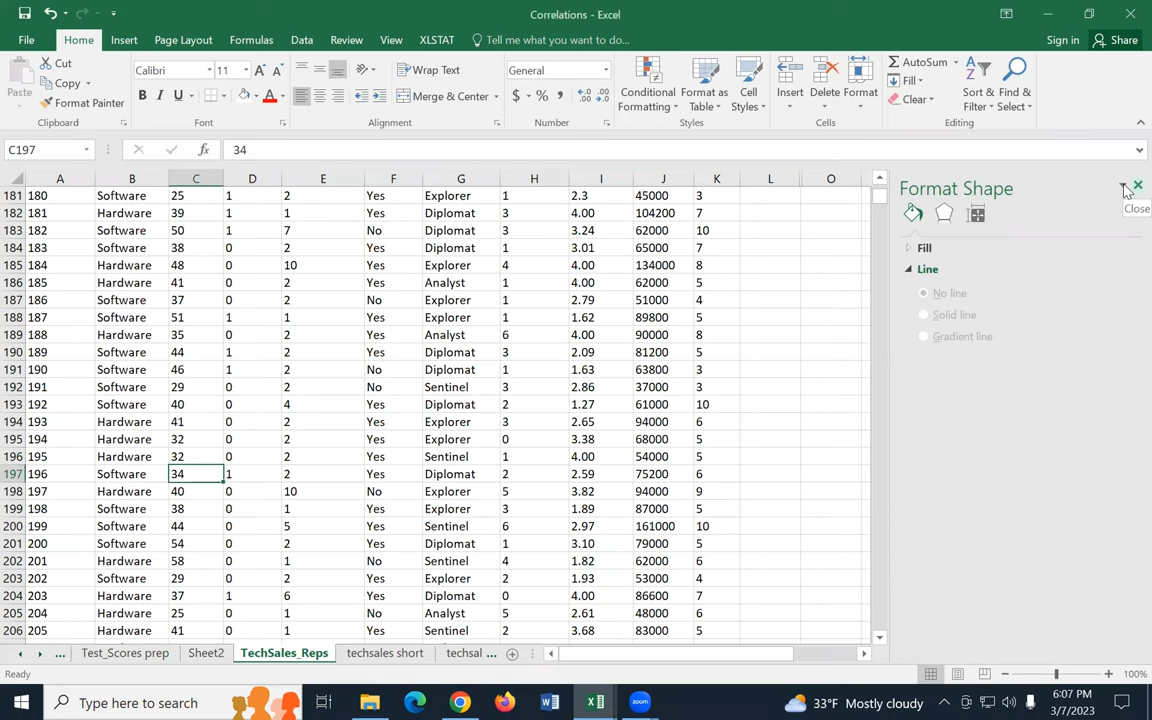 Correlations - Excel
File Home Insert Page Layout Formulas Data Review View XLSTAT Tell me what you want to do... Sign in Share
Paste Cut Copy Format Painter Clipboard
Calibri 11 B I U A Font
Wrap Text Merge & Center Alignment
General $ % , Number
Conditional Formatting Format as Table Cell Styles Styles
Insert Delete Format Cells
AutoSum Fill Clear Sort & Filter Find & Select Editing
C197 fx 34
A B C D E F G H I J K L O
181 180 Software 25 1 2 Yes Explorer 1 2.3 45000 3
182 181 Hardware 39 1 1 Yes Diplomat 3 4.00 104200 7
183 182 Software 50 1 7 No Diplomat 3 3.24 62000 10
184 183 Software 38 0 2 Yes Diplomat 1 3.01 65000 7
185 184 Hardware 48 0 10 Yes Explorer 4 4.00 134000 8
186 185 Hardware 41 0 2 Yes Analyst 1 4.00 62000 5
187 186 Software 37 0 2 No Explorer 1 2.79 51000 4
188 187 Software 51 1 1 Yes Explorer 1 1.62 89800 5
189 188 Hardware 35 0 2 Yes Analyst 6 4.00 90000 8
190 189 Software 44 1 2 Yes Diplomat 3 2.09 81200 5
191 190 Software 46 1 2 No Diplomat 1 1.63 63800 3
192 191 Software 29 0 2 No Sentinel 3 2.86 37000 3
193 192 Software 40 0 4 Yes Diplomat 2 1.27 61000 10
194 193 Hardware 41 0 2 Yes Explorer 3 2.65 94000 6
195 194 Hardware 32 0 2 Yes Explorer 0 3.38 68000 5
196 195 Hardware 32 0 2 Yes Sentinel 1 4.00 54000 5
197 196 Software 34 1 2 Yes Diplomat 2 2.59 75200 6
198 197 Hardware 40 0 10 No Explorer 5 3.82 94000 9
199 198 Software 38 0 1 Yes Explorer 3 1.89 87000 5
200 199 Software 44 0 5 Yes Sentinel 6 2.97 161000 10
201 200 Software 54 0 2 Yes Diplomat 1 3.10 79000 5
202 201 Hardware 58 0 1 No Sentinel 4 1.82 62000 6
203 202 Software 29 0 2 Yes Explorer 2 1.93 53000 4
204 203 Hardware 37 1 6 Yes Diplomat 0 4.00 86600 7
205 204 Hardware 25 0 1 No Analyst 5 2.61 48000 6
206 205 Hardware 41 0 1 Yes Sentinel 2 3.68 83000 5
Format Shape
Close
Fill
Line
No line
Solid line
Gradient line
... Test_Scores prep Sheet2 TechSales_Reps techsales short techsal ...
Ready 100%
Type here to search zoom 33°F Mostly cloudy 6:07 PM
3/7/2023